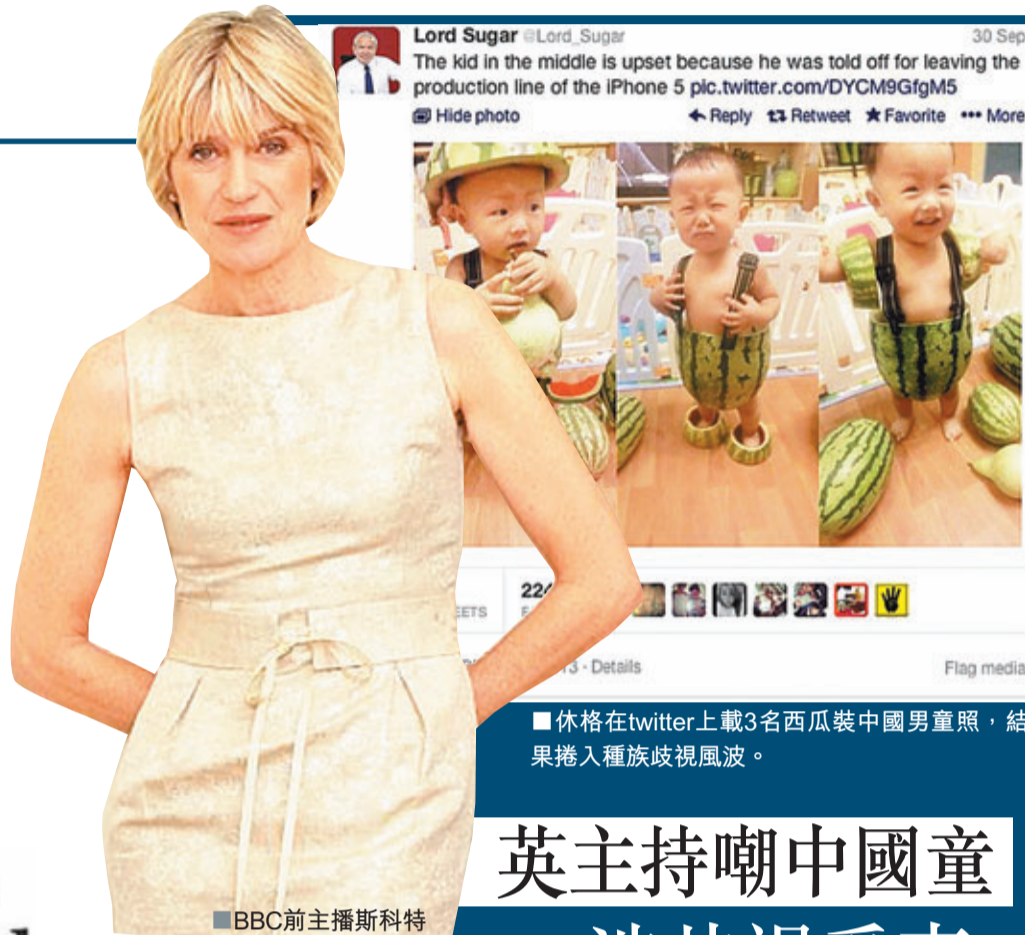 Lord Sugar @Lord_Sugar 30 Sep
The kid in the middle is upset because he was told off for leaving the
production line of the iPhone 5 pic.twitter.com/DYCM9GfgM5
Hide photo Reply Retweet Favorite More
224
EETS
13 - Details Flag media
■休格在twitter上載3名西瓜裝中國男童照，結
果捲入種族歧視風波。
英主持嘲中國童
■BBC前主播斯科特